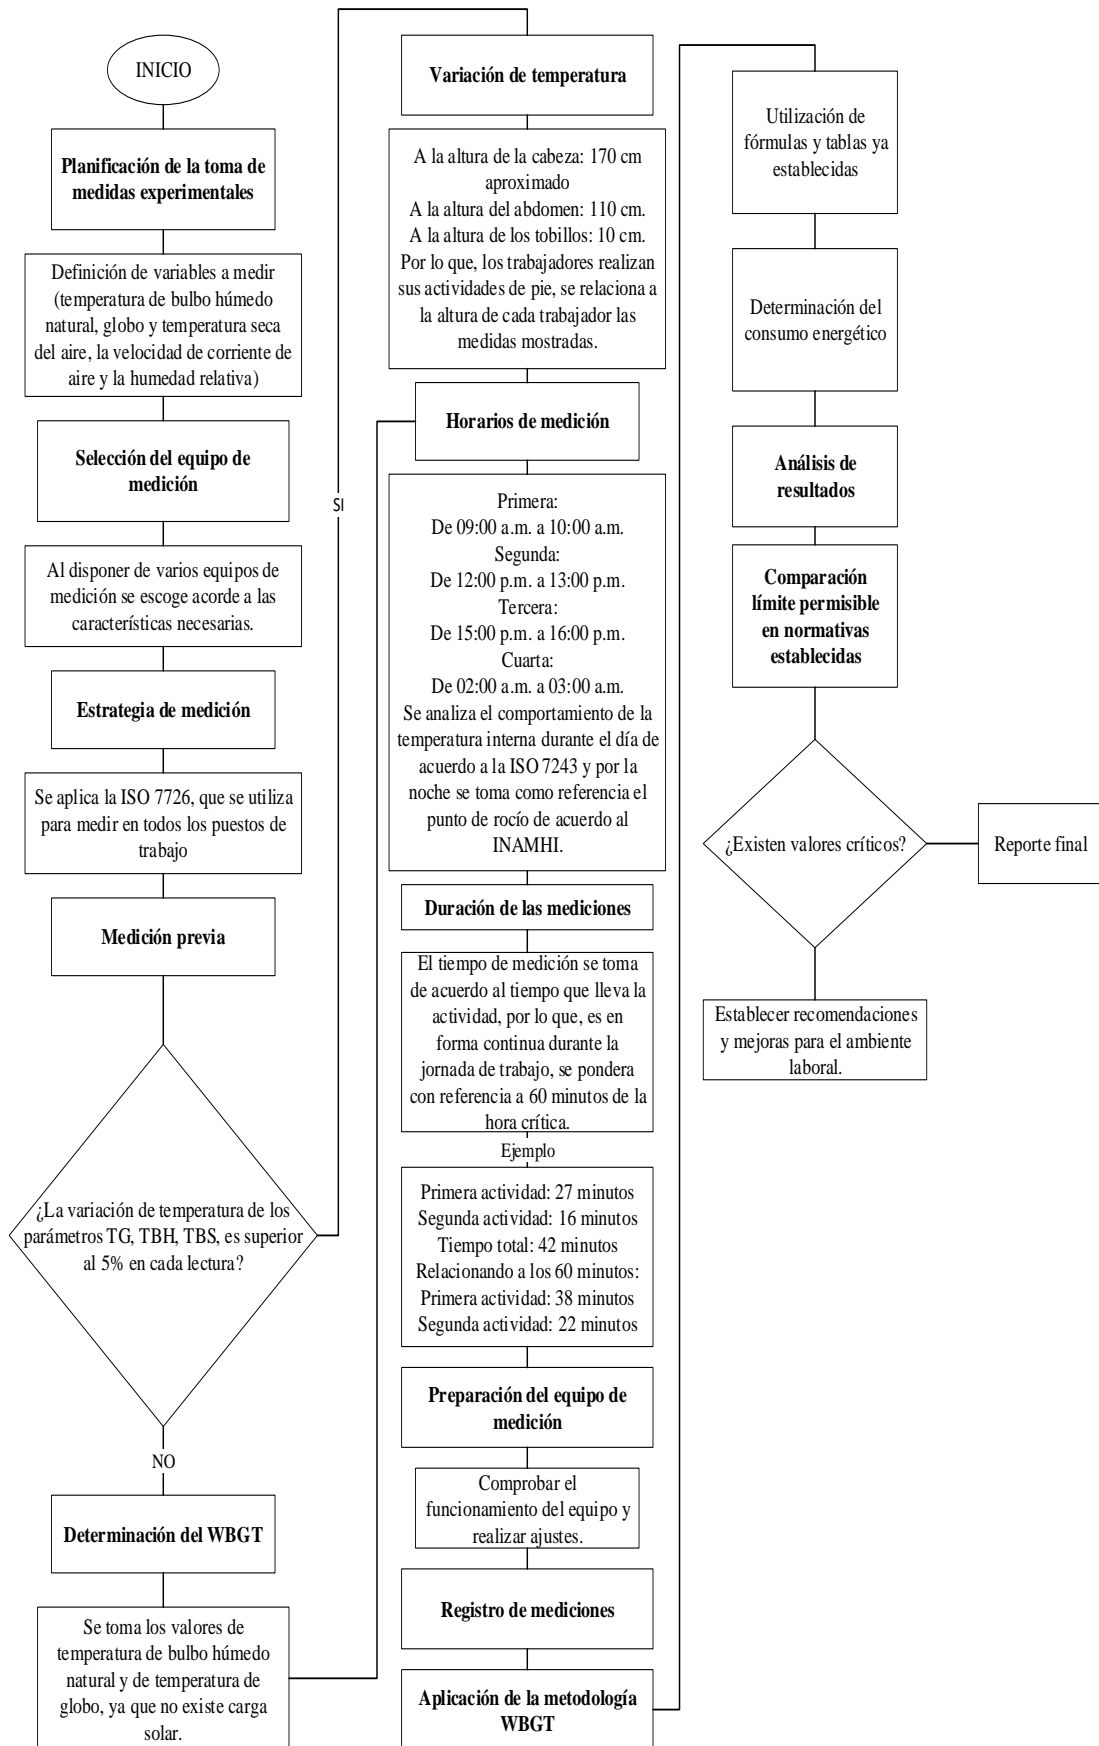 INICIO
Planificación de la toma de
medidas experimentales
Definición de variables a medir
(temperatura de bulbo húmedo
natural, globo y temperatura seca
del aire, la velocidad de corriente de
aire y la humedad relativa)
Selección del equipo de
medición
Al disponer de varios equipos de
medición se escoge acorde a las
características necesarias.
Estrategia de medición
Se aplica la ISO 7726, que se utiliza
para medir en todos los puestos de
trabajo
Medición previa
¿La variación de temperatura de los
parámetros TG, TBH, TBS, es superior
al 5% en cada lectura?
SI
NO
Determinación del WBGT
Se toma los valores de
temperatura de bulbo húmedo
natural y de temperatura de
globo, ya que no existe carga
solar.
Variación de temperatura
A la altura de la cabeza: 170 cm
aproximado
A la altura del abdomen: 110 cm.
A la altura de los tobillos: 10 cm.
Por lo que, los trabajadores realizan
sus actividades de pie, se relaciona a
la altura de cada trabajador las
medidas mostradas.
Horarios de medición
Primera:
De 09:00 a.m. a 10:00 a.m.
Segunda:
De 12:00 p.m. a 13:00 p.m.
Tercera:
De 15:00 p.m. a 16:00 p.m.
Cuarta:
De 02:00 a.m. a 03:00 a.m.
Se analiza el comportamiento de la
temperatura interna durante el día de
acuerdo a la ISO 7243 y por la
noche se toma como referencia el
punto de rocío de acuerdo al
INAMHI.
Duración de las mediciones
El tiempo de medición se toma
de acuerdo al tiempo que lleva la
actividad, por lo que, es en
forma continua durante la
jornada de trabajo, se pondera
con referencia a 60 minutos de la
hora crítica.
Ejemplo
Primera actividad: 27 minutos
Segunda actividad: 16 minutos
Tiempo total: 42 minutos
Relacionando a los 60 minutos:
Primera actividad: 38 minutos
Segunda actividad: 22 minutos
Preparación del equipo de
medición
Comprobar el
funcionamiento del equipo y
realizar ajustes.
Registro de mediciones
Aplicación de la metodología
WBGT
Utilización de
fórmulas y tablas ya
establecidas
Determinación del
consumo energético
Análisis de
resultados
Comparación
límite permisible
en normativas
establecidas
¿Existen valores críticos?
Reporte final
Establecer recomendaciones
y mejoras para el ambiente
laboral.